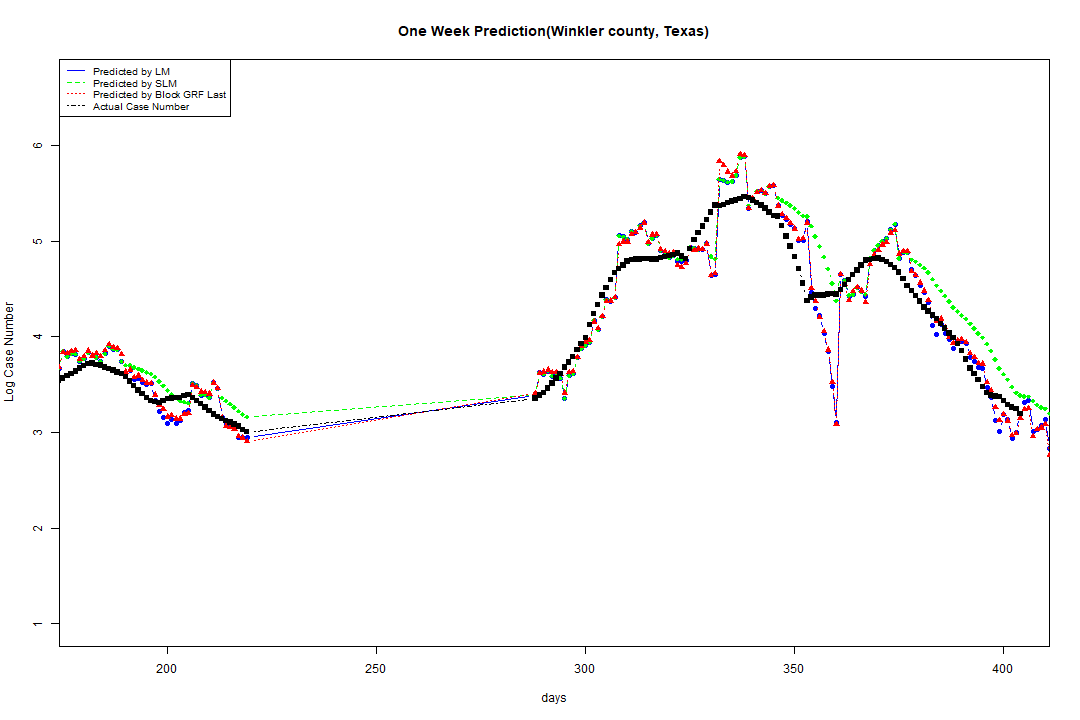 One Week Prediction(Winkler county, Texas)
Predicted by LM
Predicted by SLM
Predicted by Block GRF Last
Actual Case Number
6
5
4
3
2
1
Log Case Number
200 250 300 350 400
days